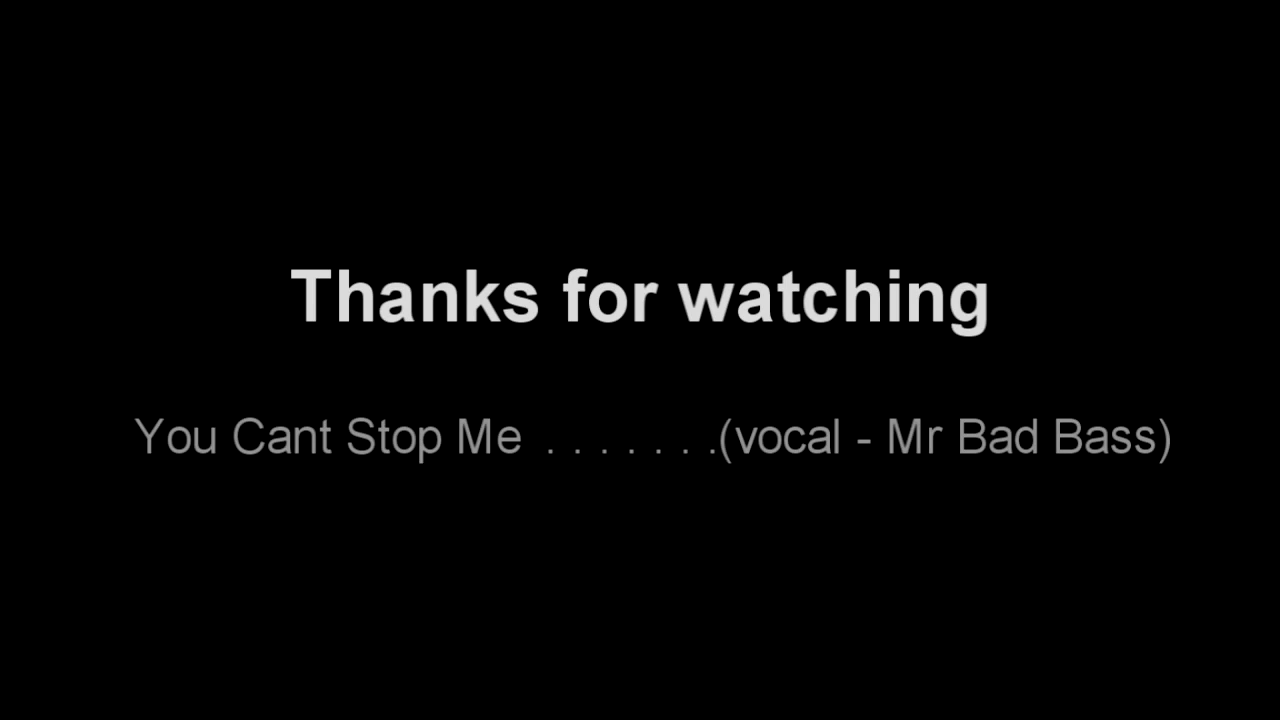 Thanks for watching
You Cant Stop Me . . . . . . .(vocal - Mr Bad Bass)